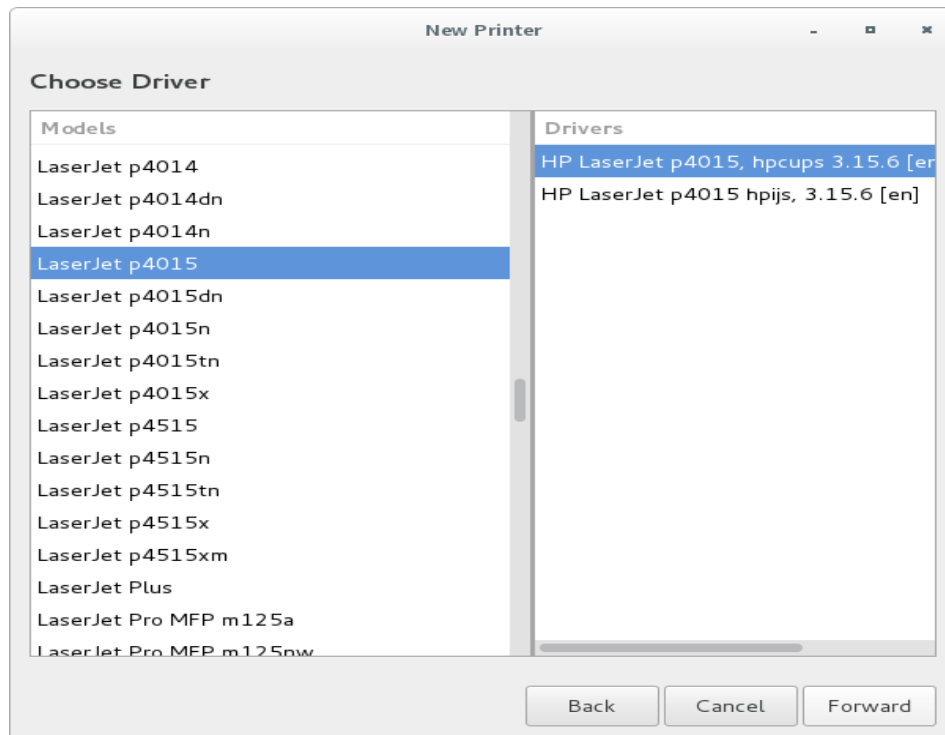 New Printer
Choose Driver
Models
LaserJet p4014
LaserJet p4014dn
LaserJet p4014n
LaserJet p4015
LaserJet p4015dn
LaserJet p4015n
LaserJet p4015tn
LaserJet p4015x
LaserJet p4515
LaserJet p4515n
LaserJet p4515tn
LaserJet p4515x
LaserJet p4515xm
LaserJet Plus
LaserJet Pro MFP m125a
LaserJet Pro MFP m125nw
Drivers
HP LaserJet p4015, hpcups 3.15.6 [er
HP LaserJet p4015 hpijs, 3.15.6 [en]
Back
Cancel
Forward